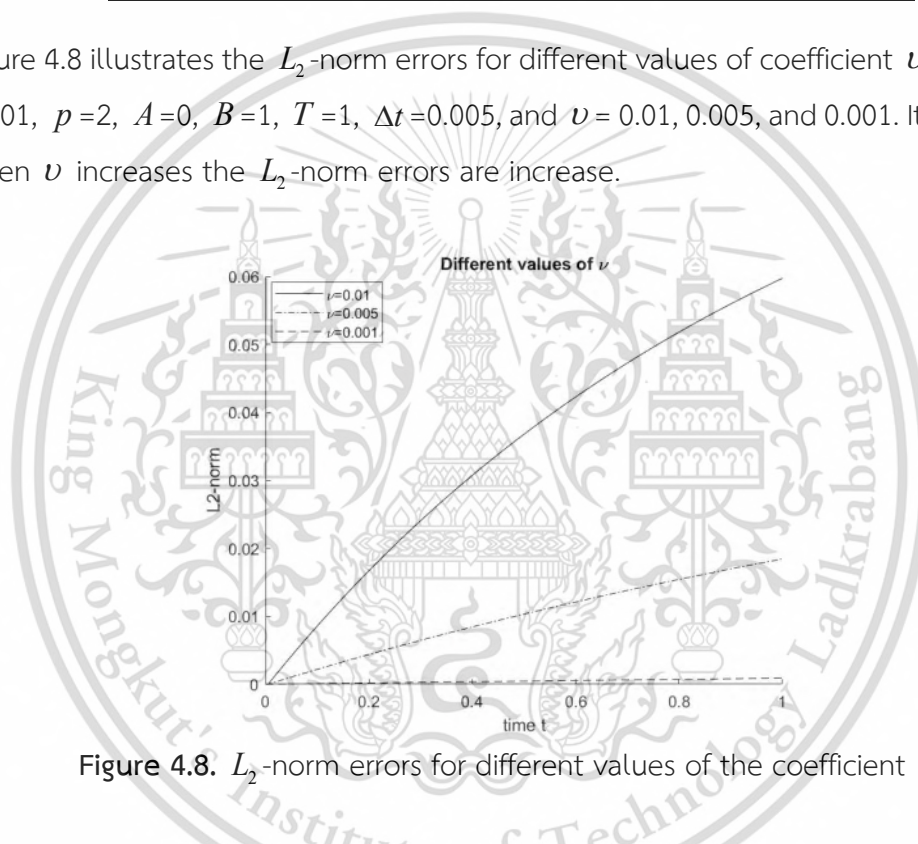 ure 4.8 illustrates the L₂-norm errors for different values of coefficient υ
01, p =2, A =0, B =1, T =1, Δt =0.005, and υ = 0.01, 0.005, and 0.001. It
en υ increases the L₂-norm errors are increase.
Different values of ν
0.06
ν=0.01
ν=0.005
ν=0.001
0.05
0.04
0.03
0.02
0.01
0
L2-norm
0 0.2 0.4 0.6 0.8 1
time t
Figure 4.8. L₂-norm errors for different values of the coefficient
King Mongkut's Institute of Technology Ladkrabang